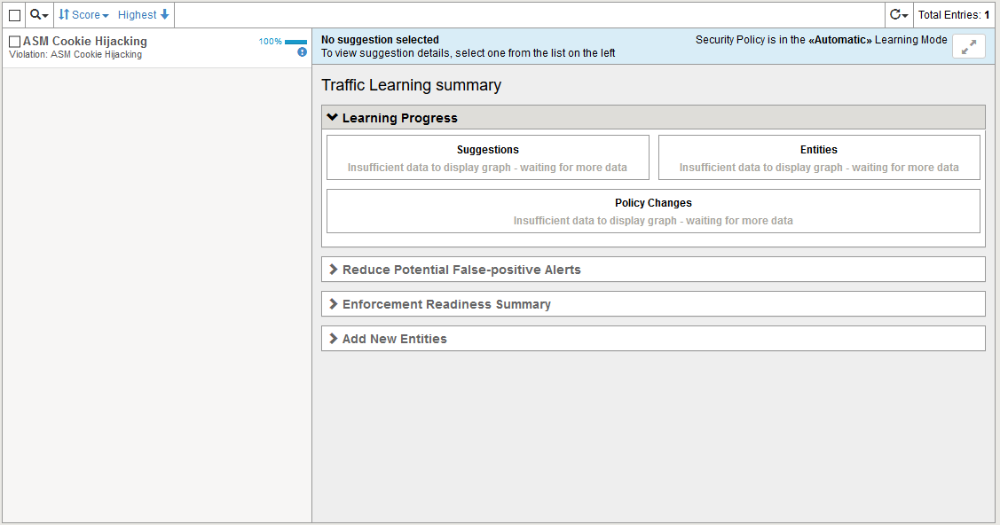 Score Highest Total Entries: 1
ASM Cookie Hijacking 100%
Violation: ASM Cookie Hijacking
No suggestion selected
To view suggestion details, select one from the list on the left
Security Policy is in the «Automatic» Learning Mode
Traffic Learning summary
Learning Progress
Suggestions
Insufficient data to display graph - waiting for more data
Entities
Insufficient data to display graph - waiting for more data
Policy Changes
Insufficient data to display graph - waiting for more data
Reduce Potential False-positive Alerts
Enforcement Readiness Summary
Add New Entities